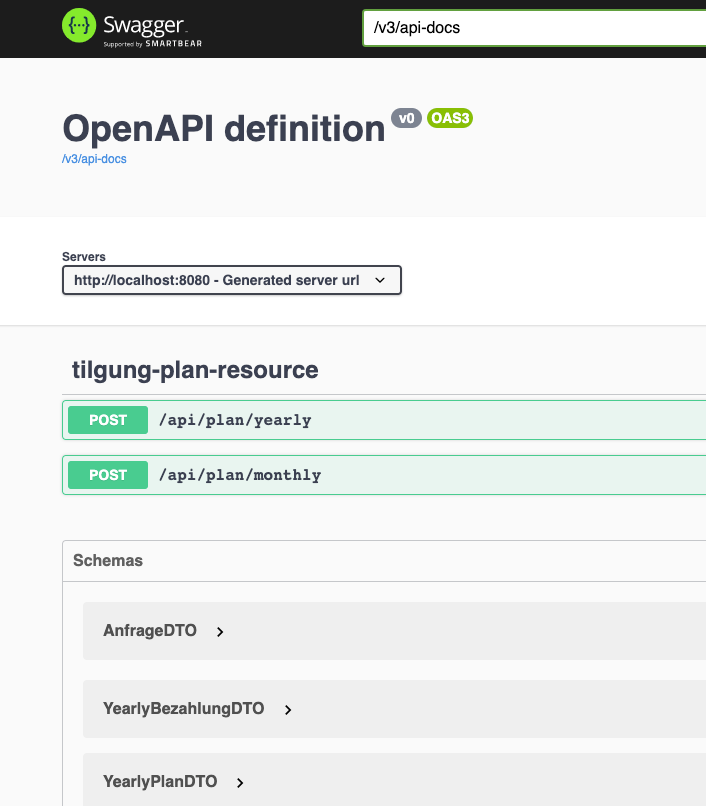 {···} Swagger.
Supported by SMARTBEAR
/v3/api-docs
OpenAPI definition v0 OAS3
/v3/api-docs
Servers
http://localhost:8080 - Generated server url
tilgung-plan-resource
POST /api/plan/yearly
POST /api/plan/monthly
Schemas
AnfrageDTO
YearlyBezahlungDTO
YearlyPlanDTO